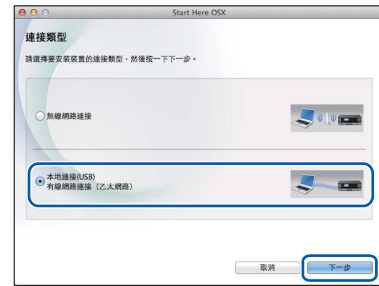 Start Here OSX
連接類型
請選擇要安裝裝置的連接類型，然後按一下下一步。
無線網路連接
本地連接(USB)
有線網路連接（乙太網路）
取消
下一步